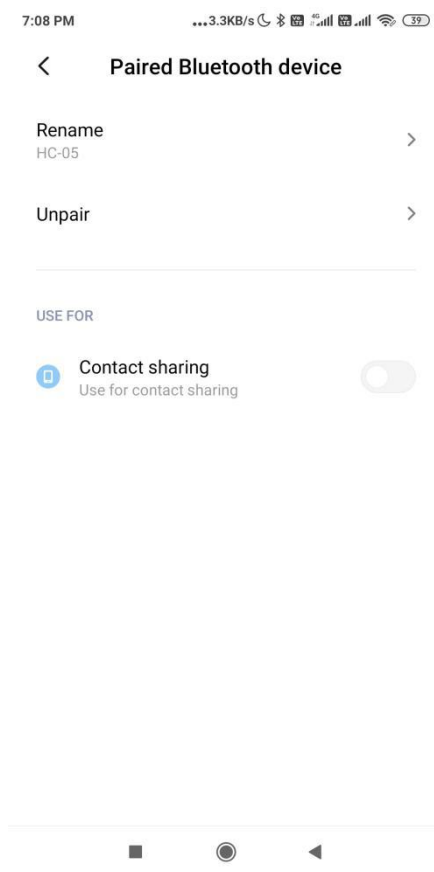 7:08 PM ...3.3KB/s 4G 39
Paired Bluetooth device
Rename
HC-05
Unpair
USE FOR
Contact sharing
Use for contact sharing